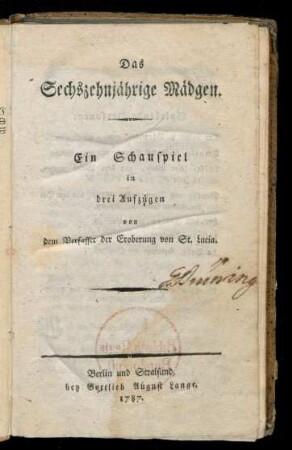 Das
Sechszehnjährige Mädgen.
Ein Schauspiel
in
drei Aufzügen
von
dem Verfasser der Eroberung von St. Lucia.
Berlin und Stralsund,
bey Gottlieb August Lange.
1787.